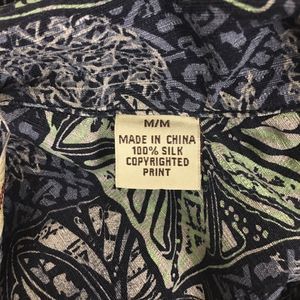 M/M
MADE IN CHINA
100% SILK
COPYRIGHTED
PRINT